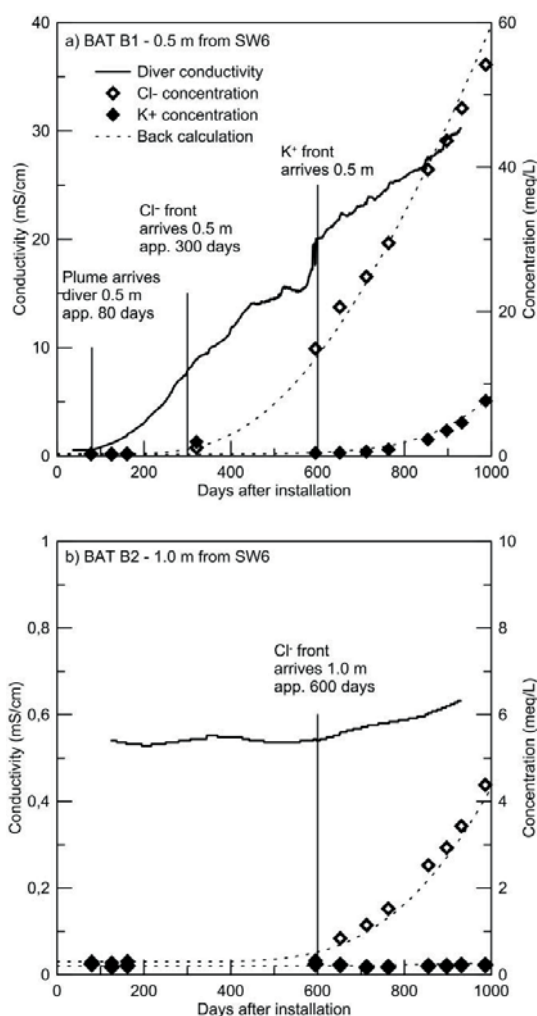 a) BAT B1 - 0.5 m from SW6
Diver conductivity
Cl- concentration
K+ concentration
Back calculation
K⁺ front
arrives 0.5 m
Cl⁻ front
arrives 0.5 m
app. 300 days
Plume arrives
diver 0.5 m
app. 80 days
40
30
20
10
0
Conductivity (mS/cm)
60
40
20
0
Concentration (meq/L)
0 200 400 600 800 1000
Days after installation
b) BAT B2 - 1.0 m from SW6
Cl⁻ front
arrives 1.0 m
app. 600 days
1
0,8
0,6
0,4
0,2
0
Conductivity (mS/cm)
10
8
6
4
2
0
Concentration (meq/L)
0 200 400 600 800 1000
Days after installation